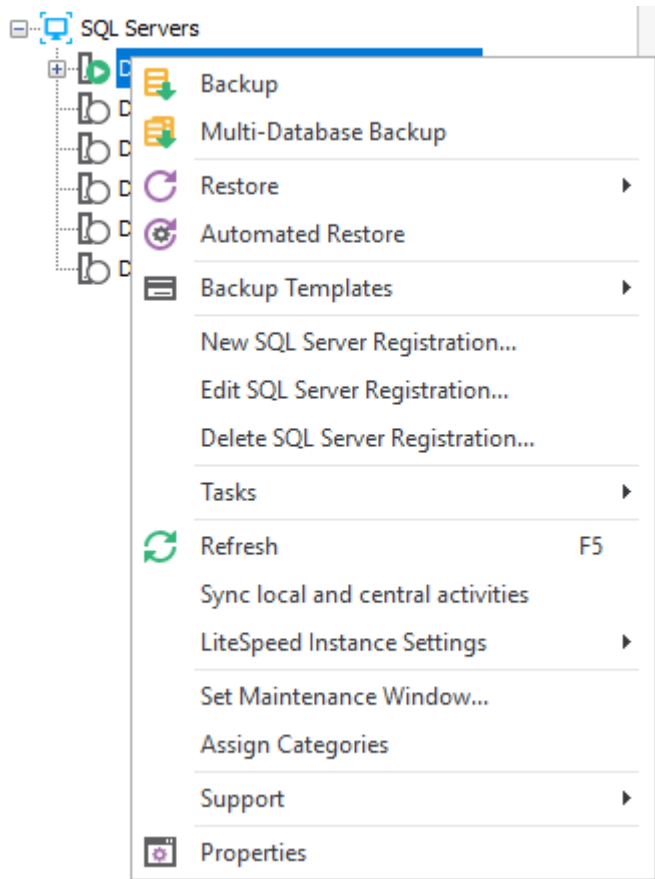 SQL Servers
D
Backup
D
Multi-Database Backup
D
Restore
D
Automated Restore
D
Backup Templates
D
New SQL Server Registration...
Edit SQL Server Registration...
Delete SQL Server Registration...
Tasks
Refresh F5
Sync local and central activities
LiteSpeed Instance Settings
Set Maintenance Window...
Assign Categories
Support
Properties